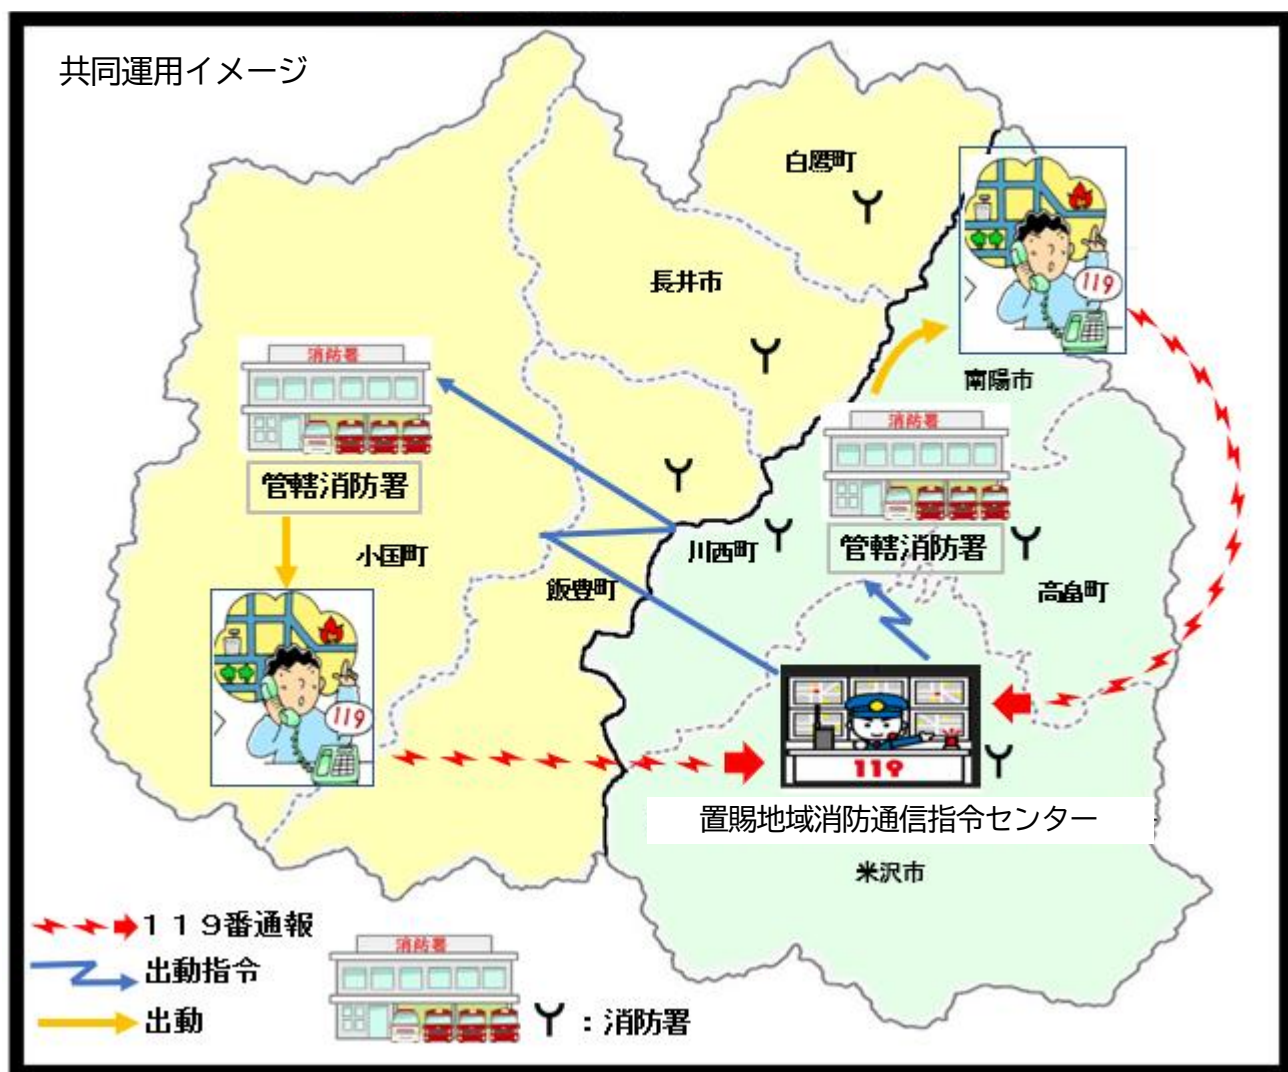 共同運用イメージ
白鷹町
119
長井市
消防署
南陽市
消防署
管轄消防署
小国町
飯豊町
川西町
管轄消防署
高畠町
119
119
置賜地域消防通信指令センター
米沢市
119番通報
出動指令
出動
消防署
:消防署